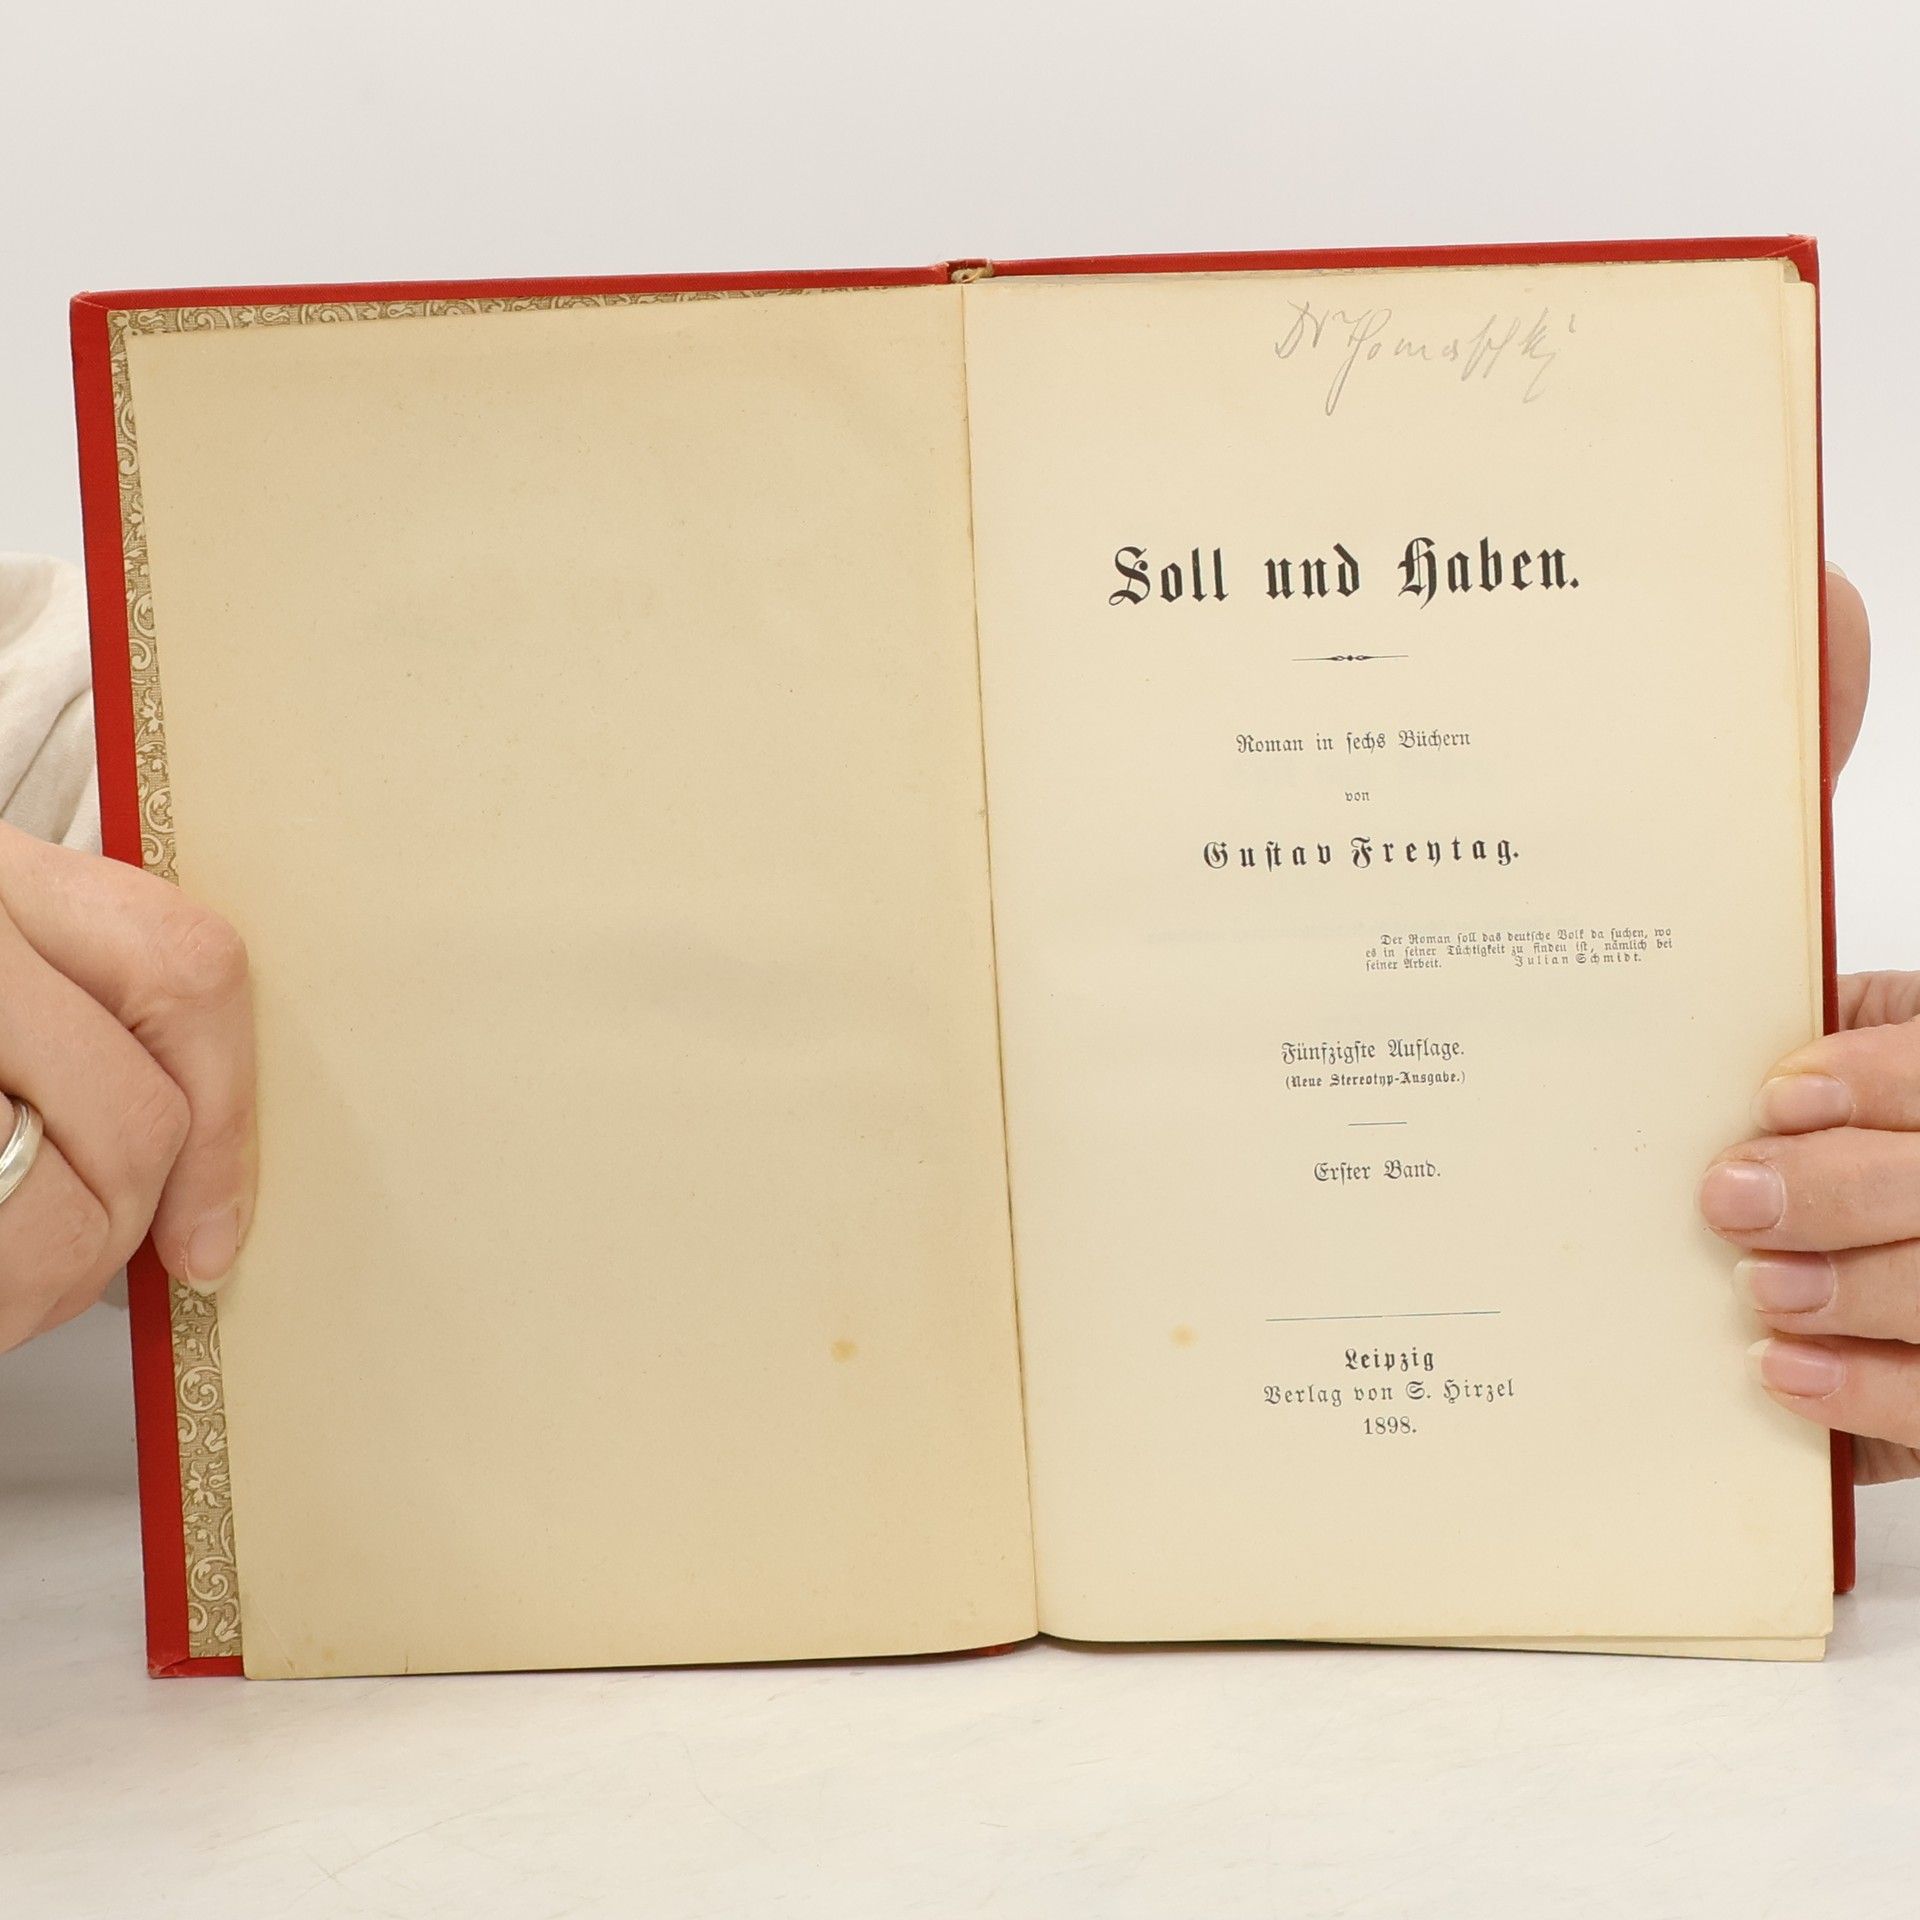 Dr Thomaschki
Soll und Haben.
Roman in sechs Büchern
von
Gustav Freytag.
Der Roman soll das deutsche Volk da suchen, wo
es in seiner Tüchtigkeit zu finden ist, nämlich bei
seiner Arbeit. Julian Schmidt.
Fünfzigste Auflage.
(Neue Stereotyp-Ausgabe.)
Erster Band.
Leipzig
Verlag von S. Hirzel
1898.